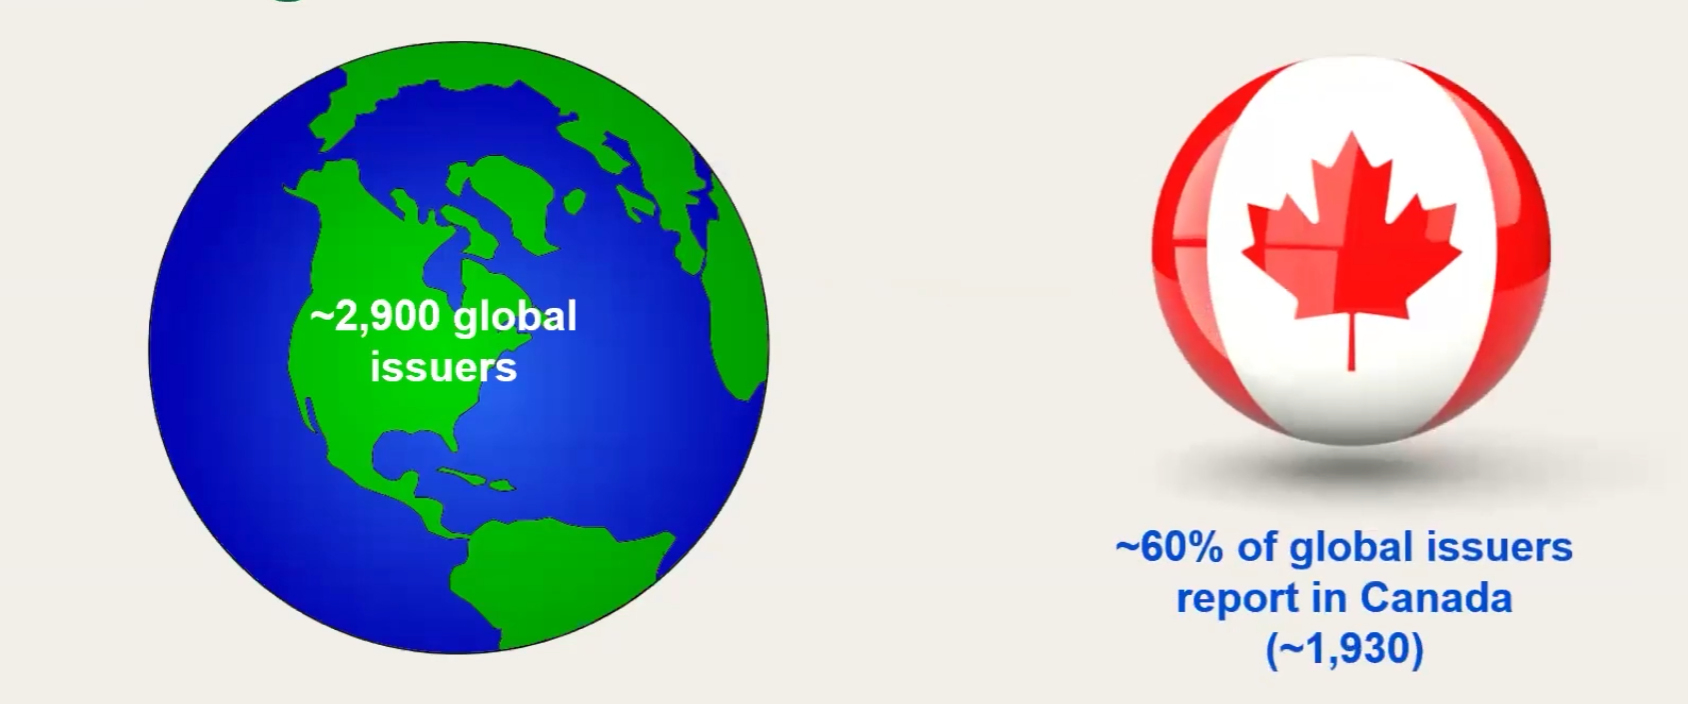 ~2,900 global
issuers
~60% of global issuers
report in Canada
(~1,930)